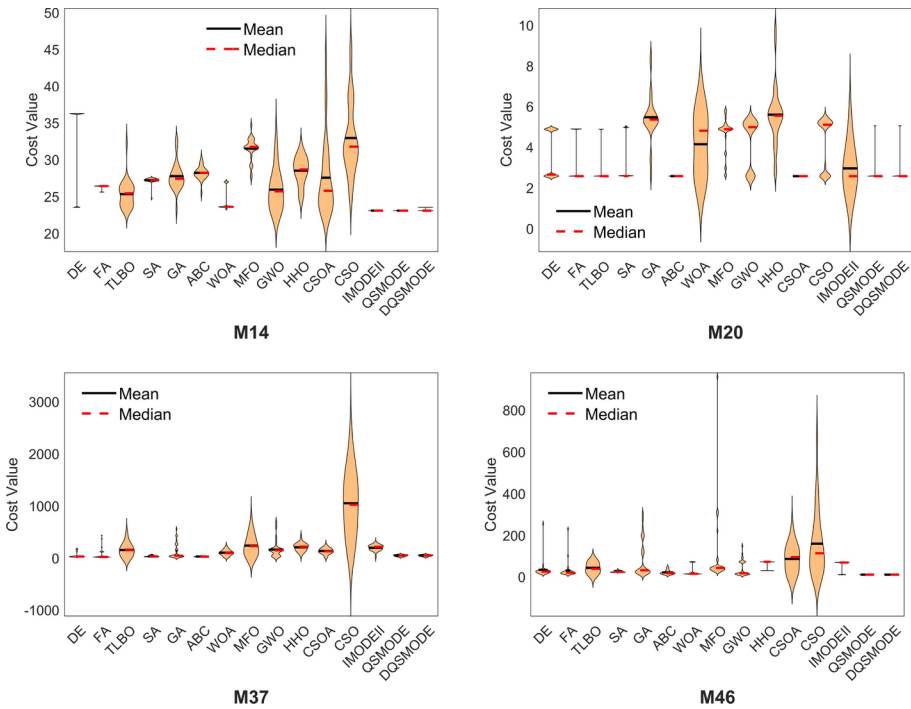 50
45
40
35
30
25
20
Cost Value
Mean
Median
DE
FA
TLBO
SA
GA
ABC
WOA
MFO
GWO
HHO
CSOA
CSO
IMODEII
QSMODE
DQSMODE
M14
10
8
6
4
2
0
Cost Value
Mean
Median
DE
FA
TLBO
SA
GA
ABC
WOA
MFO
GWO
HHO
CSOA
CSO
IMODEII
QSMODE
DQSMODE
M20
3000
2000
1000
0
-1000
Cost Value
Mean
Median
DE
FA
TLBO
SA
GA
ABC
WOA
MFO
GWO
HHO
CSOA
CSO
IMODEII
QSMODE
DQSMODE
M37
800
600
400
200
0
Cost Value
Mean
Median
DE
FA
TLBO
SA
GA
ABC
WOA
MFO
GWO
HHO
CSOA
CSO
IMODEII
QSMODE
DQSMODE
M46